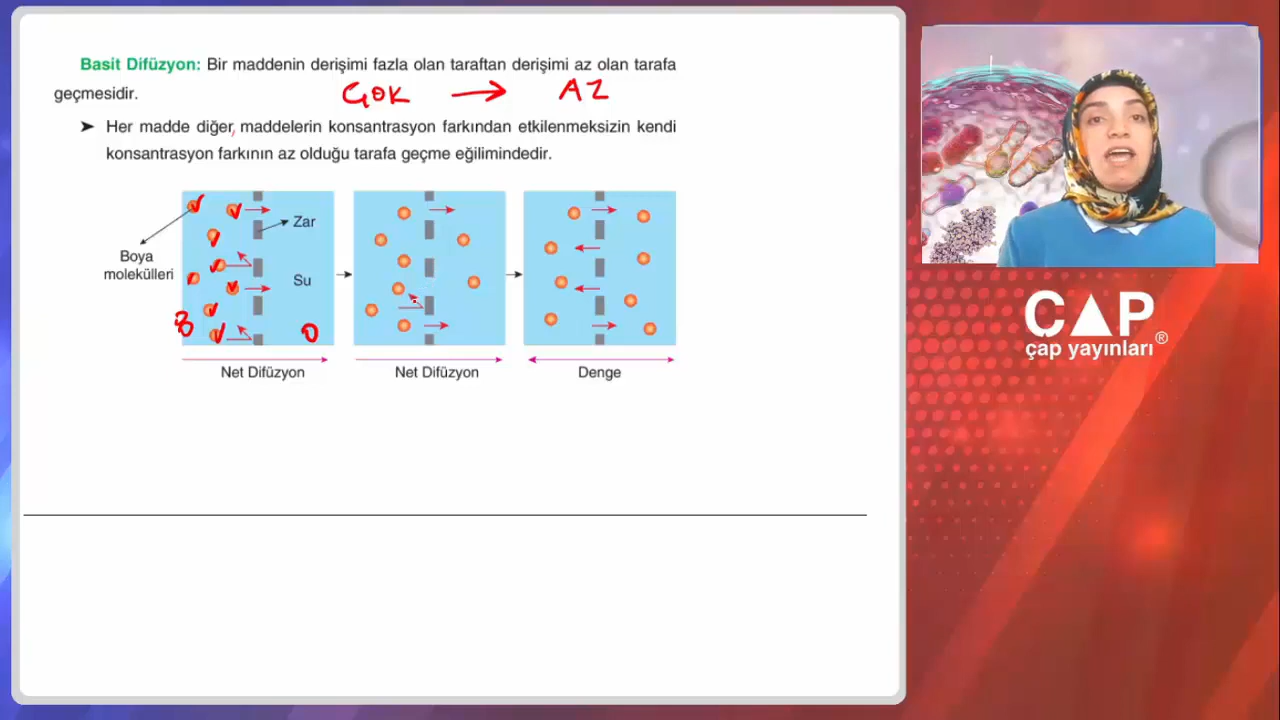 Basit Difüzyon: Bir maddenin derişimi fazla olan taraftan derişimi az olan tarafa
geçmesidir.
ÇOK → AZ
➤ Her madde diğer maddelerin konsantrasyon farkından etkilenmeksizin kendi
konsantrasyon farkının az olduğu tarafa geçme eğilimindedir.
Zar
Boya
molekülleri
Su
8
0
Net Difüzyon
Net Difüzyon
Denge
ÇAP
çap yayınları®